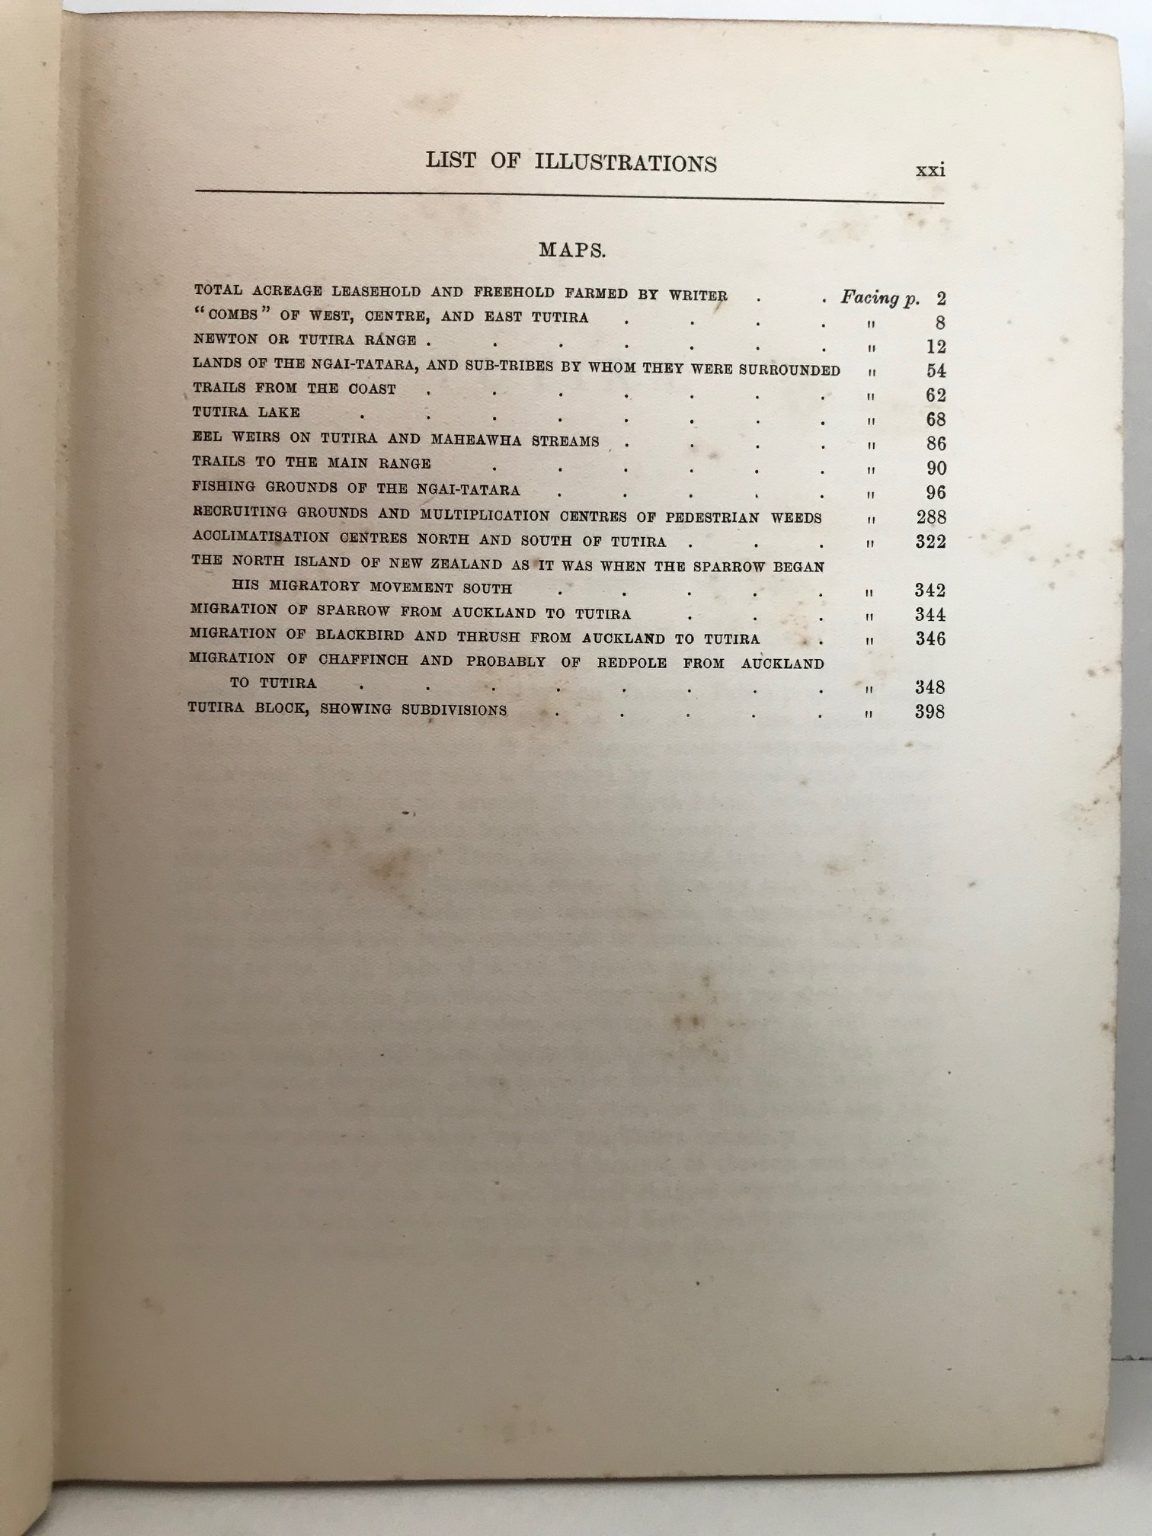 LIST OF ILLUSTRATIONS xxi
MAPS.
TOTAL ACREAGE LEASEHOLD AND FREEHOLD FARMED BY WRITER . . Facing p. 2
"COMBS" OF WEST, CENTRE, AND EAST TUTIRA . . . . " 8
NEWTON OR TUTIRA RANGE . . . . . . . " 12
LANDS OF THE NGAI-TATARA, AND SUB-TRIBES BY WHOM THEY WERE SURROUNDED " 54
TRAILS FROM THE COAST . . . . . . . " 62
TUTIRA LAKE . . . . . . . . " 68
EEL WEIRS ON TUTIRA AND MAHEAWHA STREAMS . . . . " 86
TRAILS TO THE MAIN RANGE . . . . . . " 90
FISHING GROUNDS OF THE NGAI-TATARA . . . . . " 96
RECRUITING GROUNDS AND MULTIPLICATION CENTRES OF PEDESTRIAN WEEDS " 288
ACCLIMATISATION CENTRES NORTH AND SOUTH OF TUTIRA . . . " 322
THE NORTH ISLAND OF NEW ZEALAND AS IT WAS WHEN THE SPARROW BEGAN
HIS MIGRATORY MOVEMENT SOUTH . . . . . " 342
MIGRATION OF SPARROW FROM AUCKLAND TO TUTIRA . . . " 344
MIGRATION OF BLACKBIRD AND THRUSH FROM AUCKLAND TO TUTIRA . " 346
MIGRATION OF CHAFFINCH AND PROBABLY OF REDPOLE FROM AUCKLAND
TO TUTIRA . . . . . . . . " 348
TUTIRA BLOCK, SHOWING SUBDIVISIONS . . . . . " 398